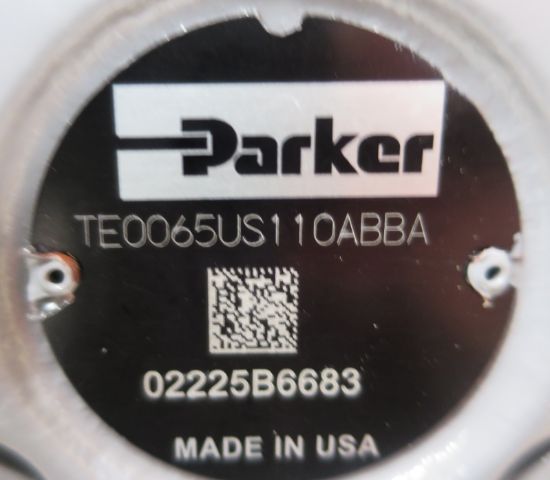 Parker
TE0065US110ABBA
02225B6683
MADE IN USA